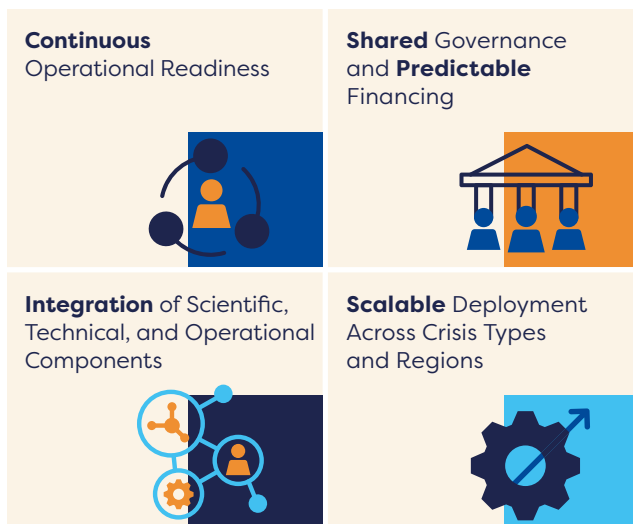 Continuous
Operational Readiness
Shared Governance
and Predictable
Financing
Integration of Scientific,
Technical, and Operational
Components
Scalable Deployment
Across Crisis Types
and Regions